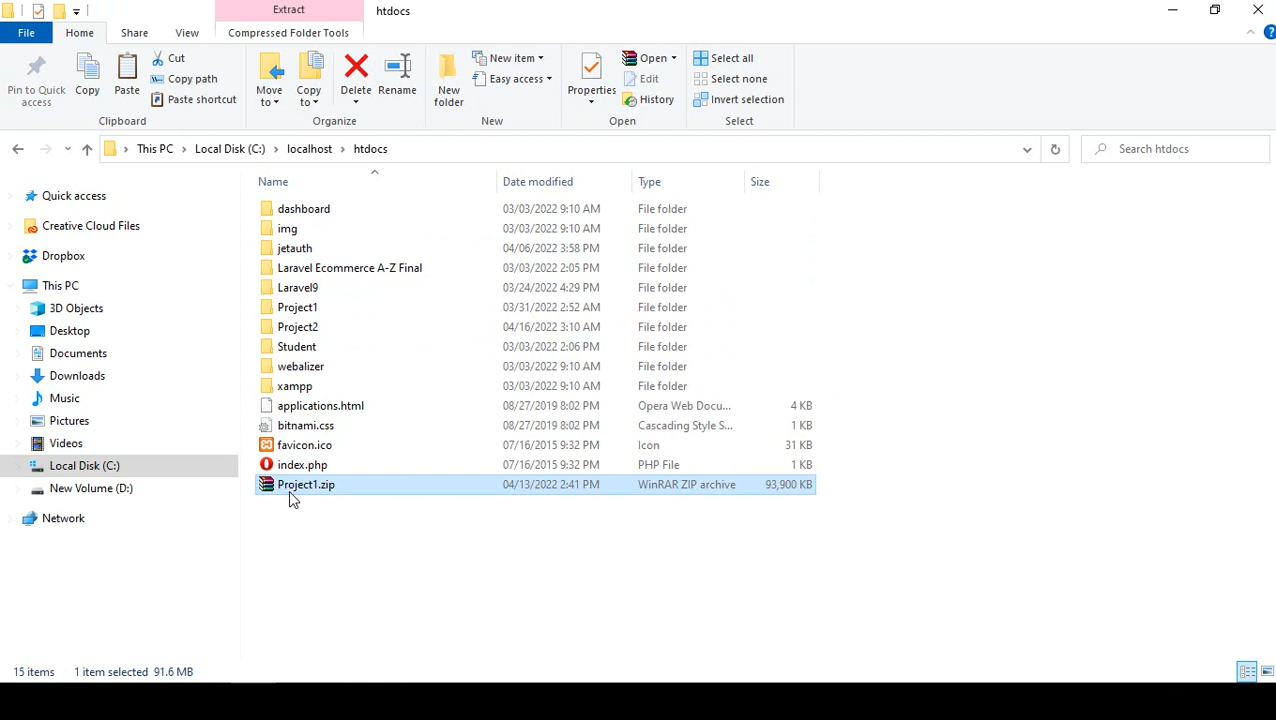 Extract
htdocs
File
Home
Share
View
Compressed Folder Tools
Pin to Quick access
Copy
Paste
Cut
Copy path
Paste shortcut
Clipboard
Move to
Copy to
Delete
Rename
Organize
New folder
New item
Easy access
New
Properties
Open
Edit
History
Open
Select all
Select none
Invert selection
Select
This PC > Local Disk (C:) > localhost > htdocs
Search htdocs
Quick access
Creative Cloud Files
Dropbox
This PC
3D Objects
Desktop
Documents
Downloads
Music
Pictures
Videos
Local Disk (C:)
New Volume (D:)
Network
Name Date modified Type Size
dashboard 03/03/2022 9:10 AM File folder
img 03/03/2022 9:10 AM File folder
jetauth 04/06/2022 3:58 PM File folder
Laravel Ecommerce A-Z Final 03/03/2022 2:05 PM File folder
Laravel9 03/24/2022 4:29 PM File folder
Project1 03/31/2022 2:52 AM File folder
Project2 04/16/2022 3:10 AM File folder
Student 03/03/2022 2:06 PM File folder
webalizer 03/03/2022 9:10 AM File folder
xampp 03/03/2022 9:10 AM File folder
applications.html 08/27/2019 8:02 PM Opera Web Docu... 4 KB
bitnami.css 08/27/2019 8:02 PM Cascading Style S... 1 KB
favicon.ico 07/16/2015 9:32 PM Icon 31 KB
index.php 07/16/2015 9:32 PM PHP File 1 KB
Project1.zip 04/13/2022 2:41 PM WinRAR ZIP archive 93,900 KB
15 items 1 item selected 91.6 MB